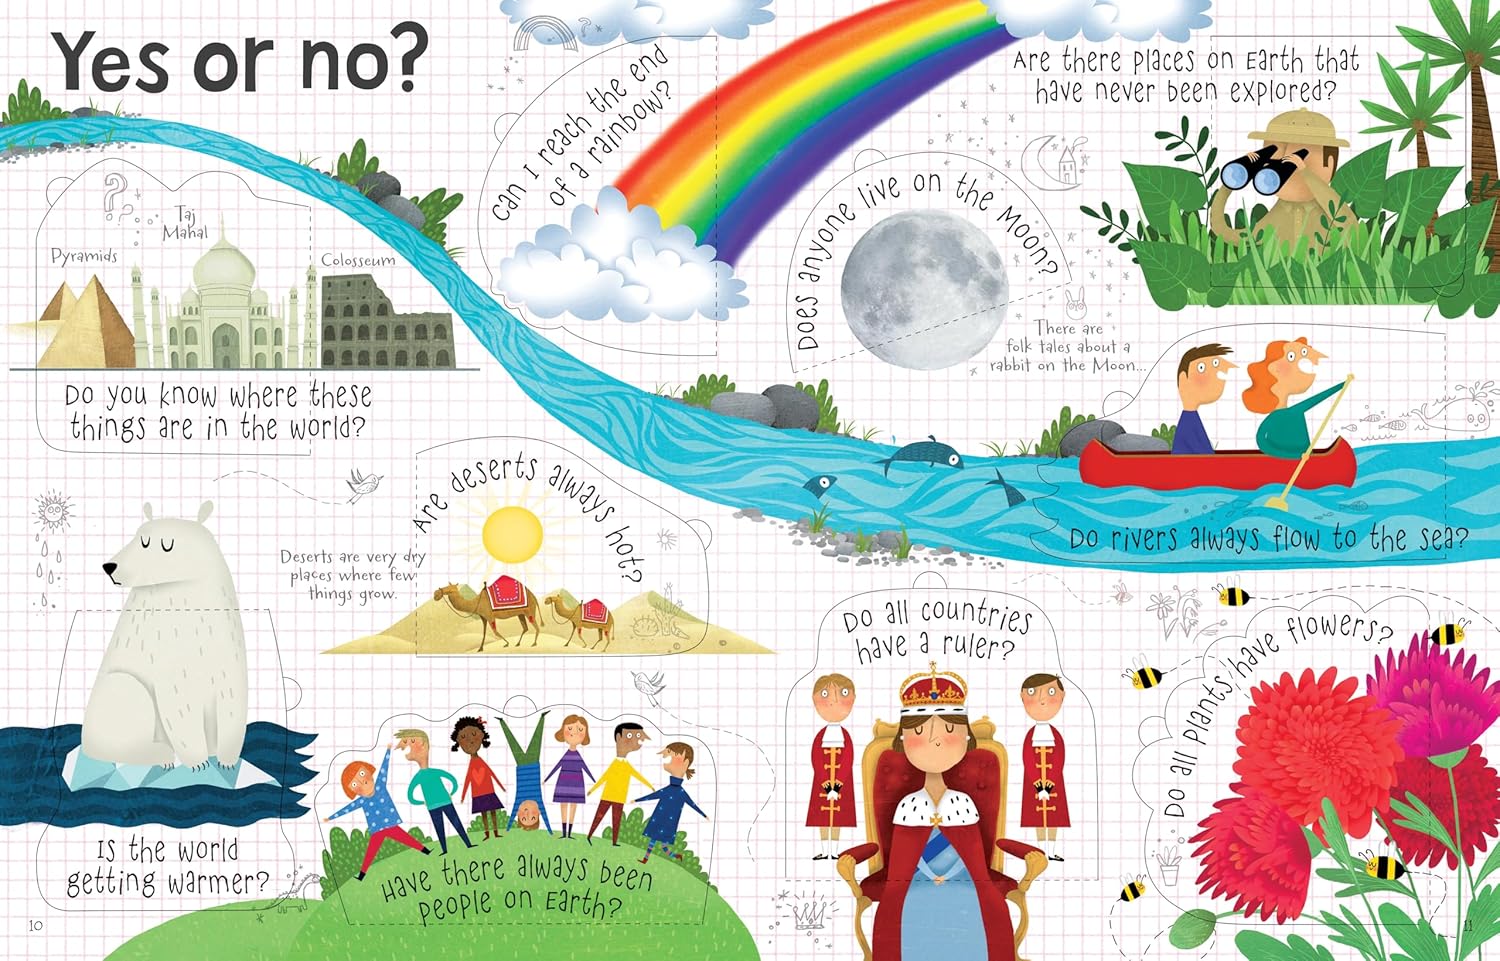 Yes or no?
Pyramids
Taj
Mahal
Colosseum
Do you know where these
things are in the world?
Can I reach the end
of a rainbow?
Does anyone live on the Moon?
There are
folk tales about a
rabbit on the Moon...
Are there places on Earth that
have never been explored?
Do rivers always flow to the sea?
Are deserts always hot?
Deserts are very dry
places where few
things grow.
Is the world
getting warmer?
Have there always been
people on Earth?
Do all countries
have a ruler?
Do all plants have flowers?
10
11